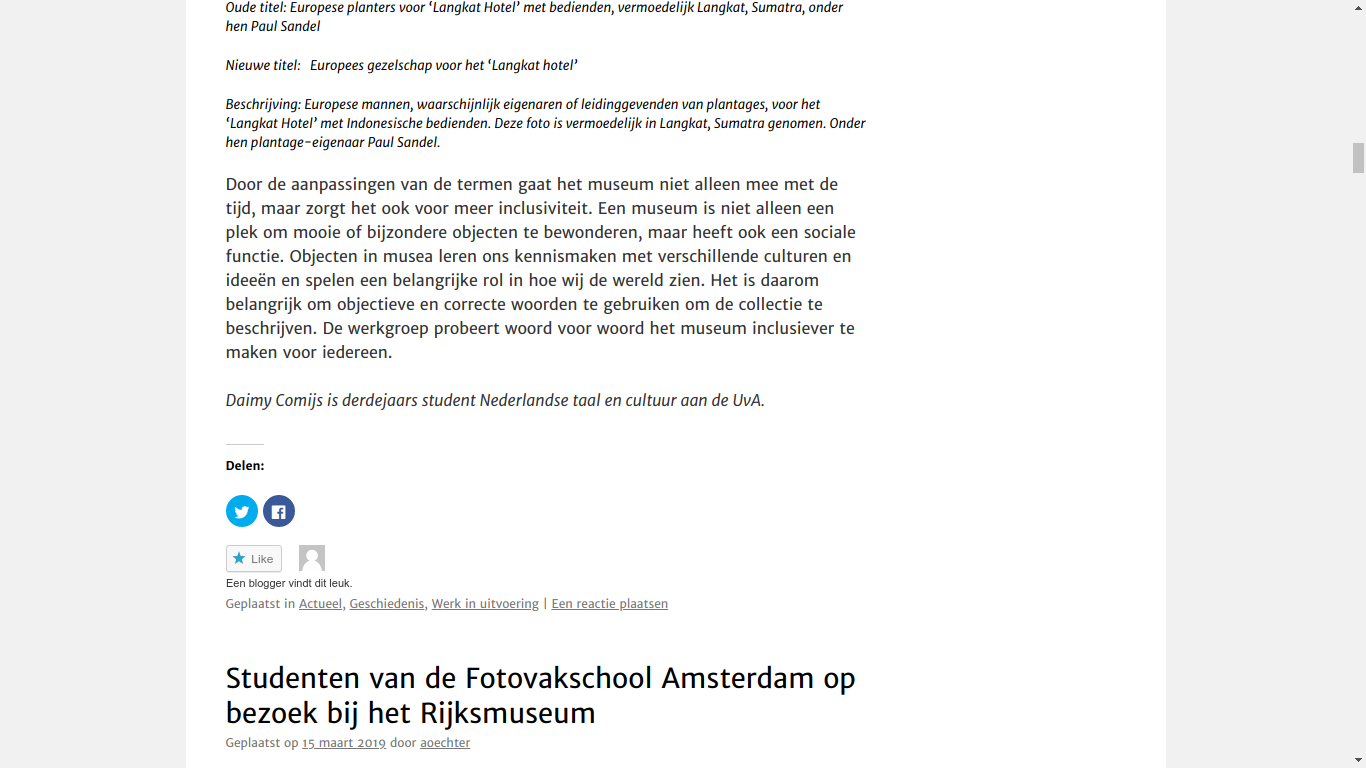 Oude titel: Europese planters voor ‘Langkat Hotel’ met bedienden, vermoedelijk Langkat, Sumatra, onder
hen Paul Sandel
Nieuwe titel:   Europees gezelschap voor het ‘Langkat hotel’
Beschrijving: Europese mannen, waarschijnlijk eigenaren of leidinggevenden van plantages, voor het
‘Langkat Hotel’ met Indonesische bedienden. Deze foto is vermoedelijk in Langkat, Sumatra genomen. Onder
hen plantage-eigenaar Paul Sandel.
Door de aanpassingen van de termen gaat het museum niet alleen mee met de
tijd, maar zorgt het ook voor meer inclusiviteit. Een museum is niet alleen een
plek om mooie of bijzondere objecten te bewonderen, maar heeft ook een sociale
functie. Objecten in musea leren ons kennismaken met verschillende culturen en
ideeën en spelen een belangrijke rol in hoe wij de wereld zien. Het is daarom
belangrijk om objectieve en correcte woorden te gebruiken om de collectie te
beschrijven. De werkgroep probeert woord voor woord het museum inclusiever te
maken voor iedereen.
Daimy Comijs is derdejaars student Nederlandse taal en cultuur aan de UvA.
Delen:
Like
Een blogger vindt dit leuk.
Geplaatst in Actueel, Geschiedenis, Werk in uitvoering | Een reactie plaatsen
Studenten van de Fotovakschool Amsterdam op
bezoek bij het Rijksmuseum
Geplaatst op 15 maart 2019 door aoechter